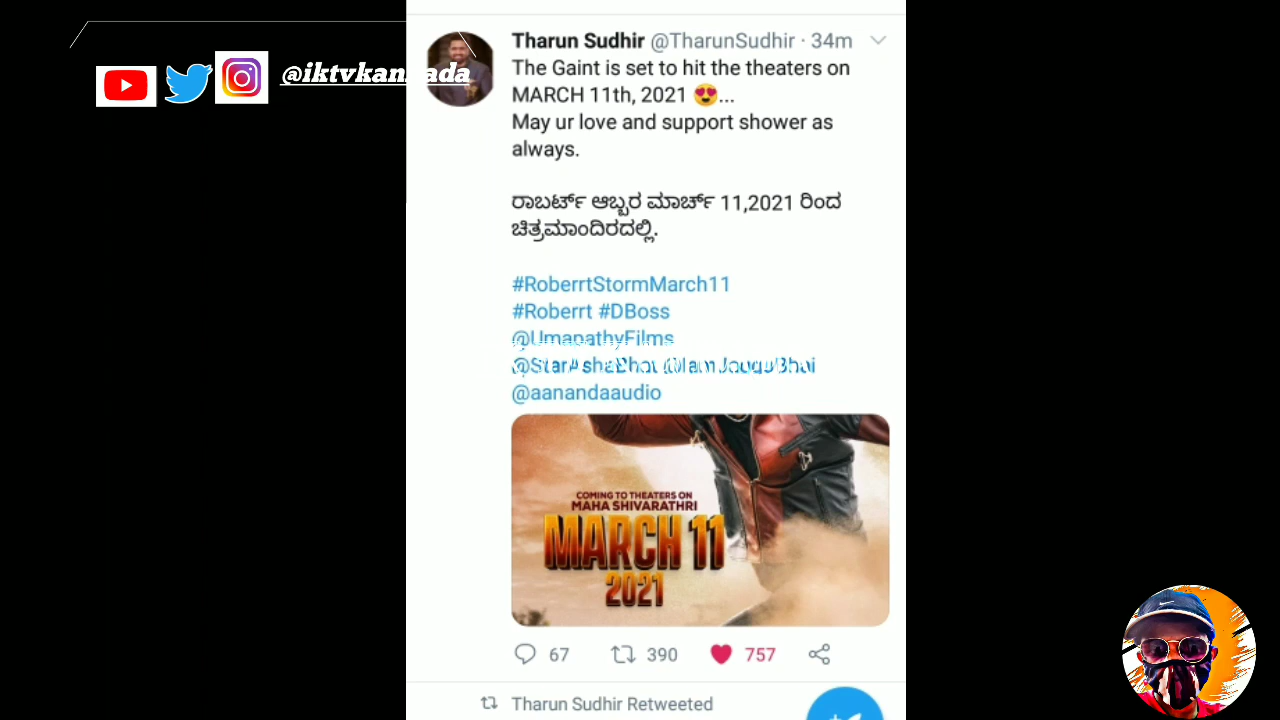 @iktvkannada
Tharun Sudhir @TharunSudhir · 34m
The Gaint is set to hit the theaters on
MARCH 11th, 2021 😍...
May ur love and support shower as
always.
ರಾಬರ್ಟ್ ಆಬ್ಬರ ಮಾರ್ಚ್ 11,2021 ರಿಂದ
ಚಿತ್ರಮಾಂದಿರದಲ್ಲಿ.
#RoberrtStormMarch11
#Roberrt #DBoss
@UmapathyFilms
@aanandaaudio
COMING TO THEATERS ON
MAHA SHIVARATHRI
MARCH 11
2021
67 390 757
Tharun Sudhir Retweeted